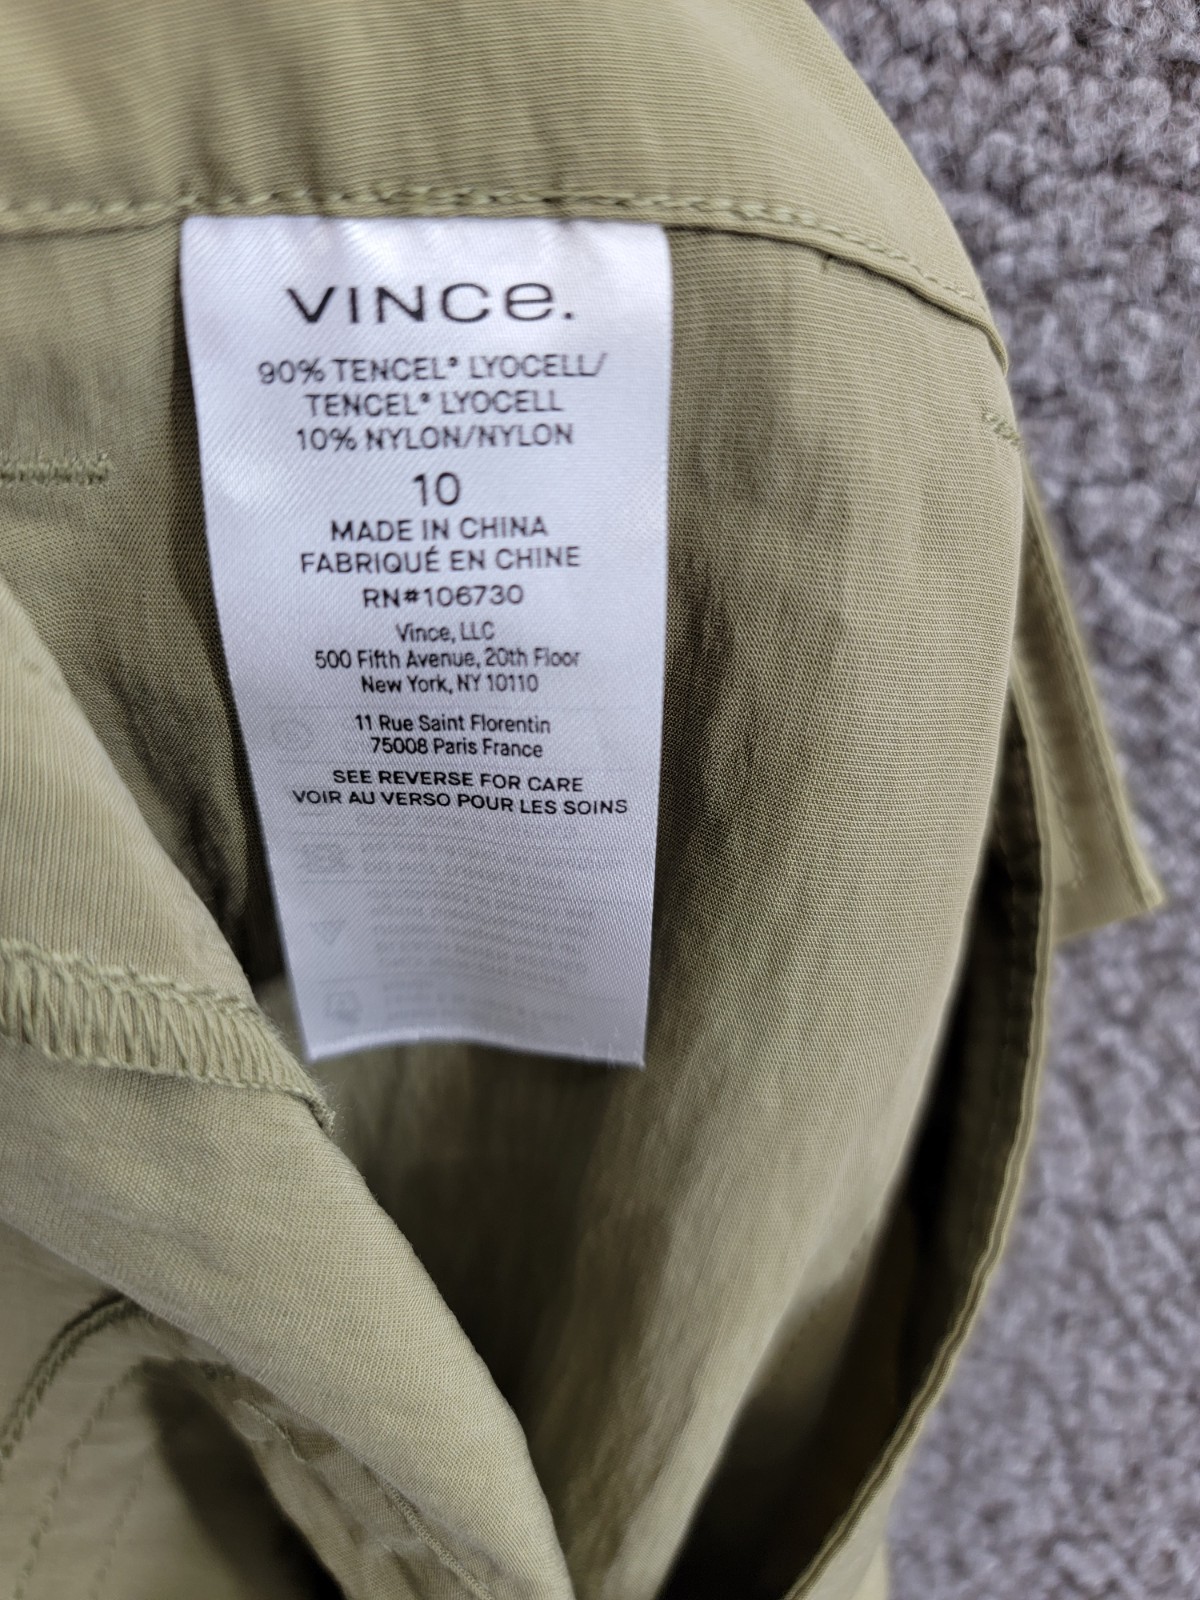 VINCe.
90% TENCEL® LYOCELL/
TENCEL® LYOCELL
10% NYLON/NYLON
10
MADE IN CHINA
FABRIQUÉ EN CHINE
RN#106730
Vince, LLC
500 Fifth Avenue, 20th Floor
New York, NY 10110
11 Rue Saint Florentin
75008 Paris France
SEE REVERSE FOR CARE
VOIR AU VERSO POUR LES SOINS